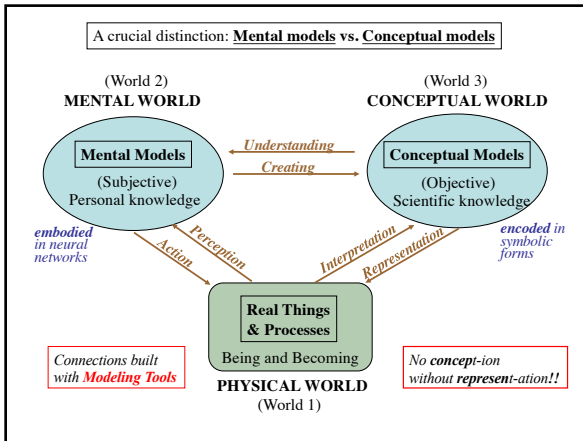 A crucial distinction: Mental models vs. Conceptual models
(World 2)
MENTAL WORLD
(World 3)
CONCEPTUAL WORLD
Understanding
Creating
Mental Models
(Subjective)
Personal knowledge
Conceptual Models
(Objective)
Scientific knowledge
embodied
in neural
networks
encoded in
symbolic
forms
Action
Perception
Interpretation
Representation
Real Things
& Processes
Being and Becoming
PHYSICAL WORLD
(World 1)
Connections built
with Modeling Tools
No concept-ion
without represent-ation!!